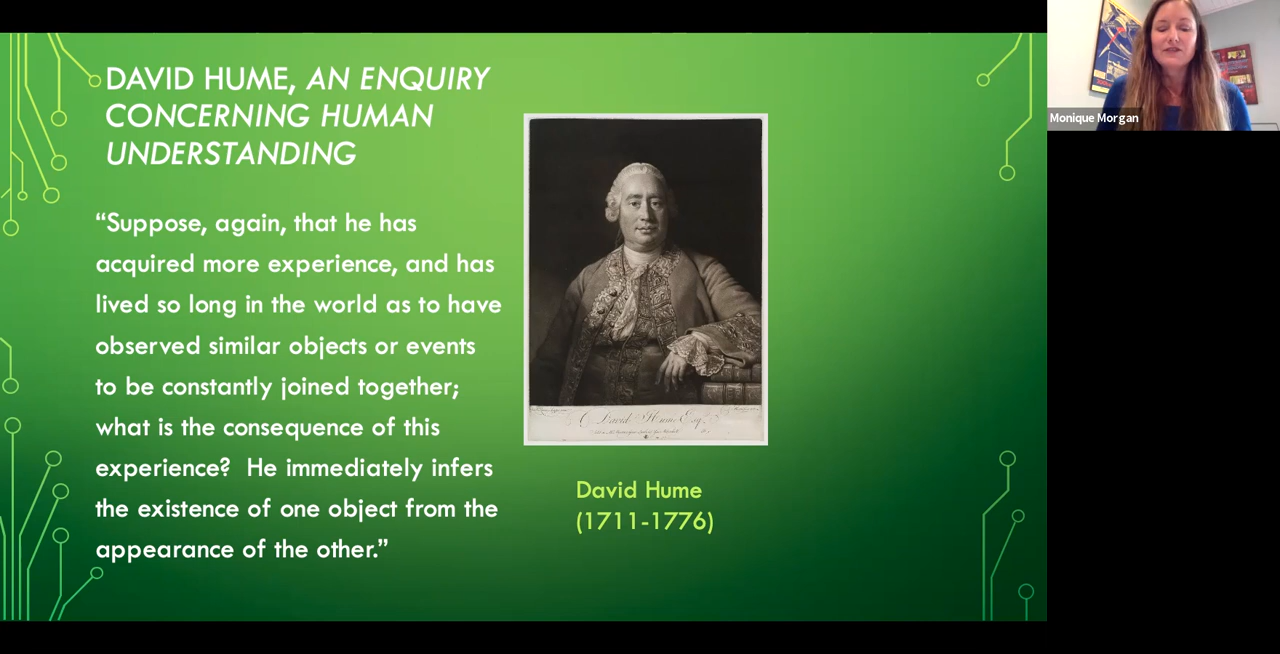 DAVID HUME, AN ENQUIRY
CONCERNING HUMAN
UNDERSTANDING
“Suppose, again, that he has
acquired more experience, and has
lived so long in the world as to have
observed similar objects or events
to be constantly joined together;
what is the consequence of this
experience?  He immediately infers
the existence of one object from the
appearance of the other.”
David Hume Esqr.
David Hume
(1711-1776)
Monique Morgan